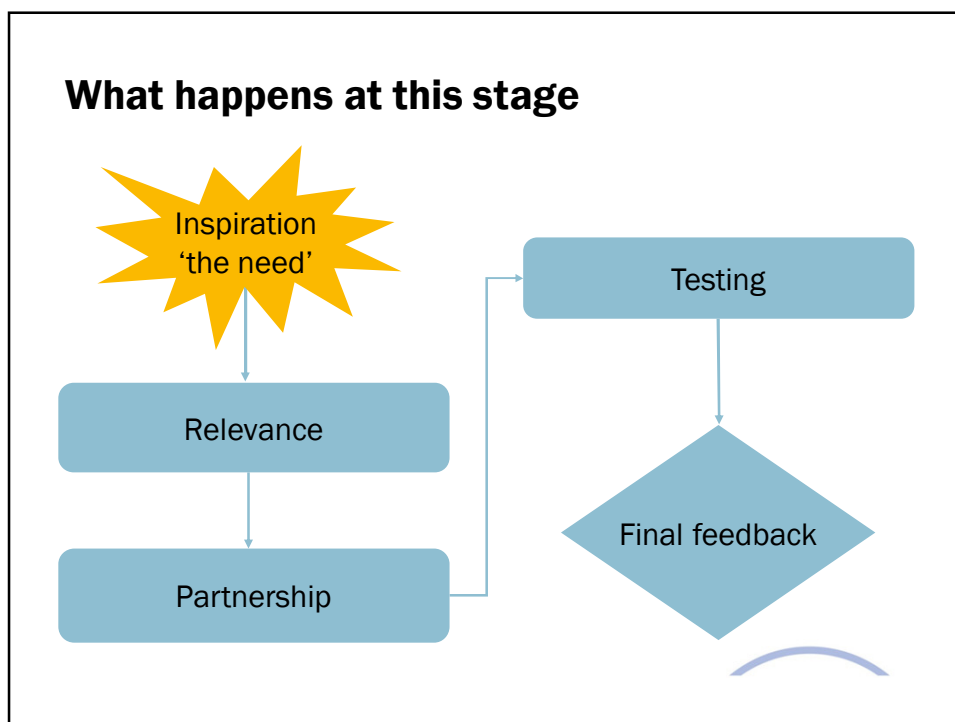 What happens at this stage
Inspiration
‘the need’
Relevance
Partnership
Testing
Final feedback